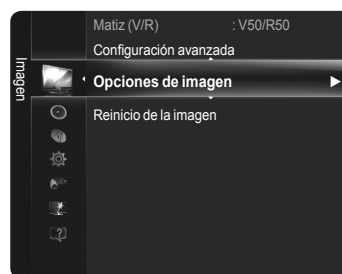 Imagen
Matiz (V/R) : V50/R50
Configuración avanzada
Opciones de imagen
Reinicio de la imagen